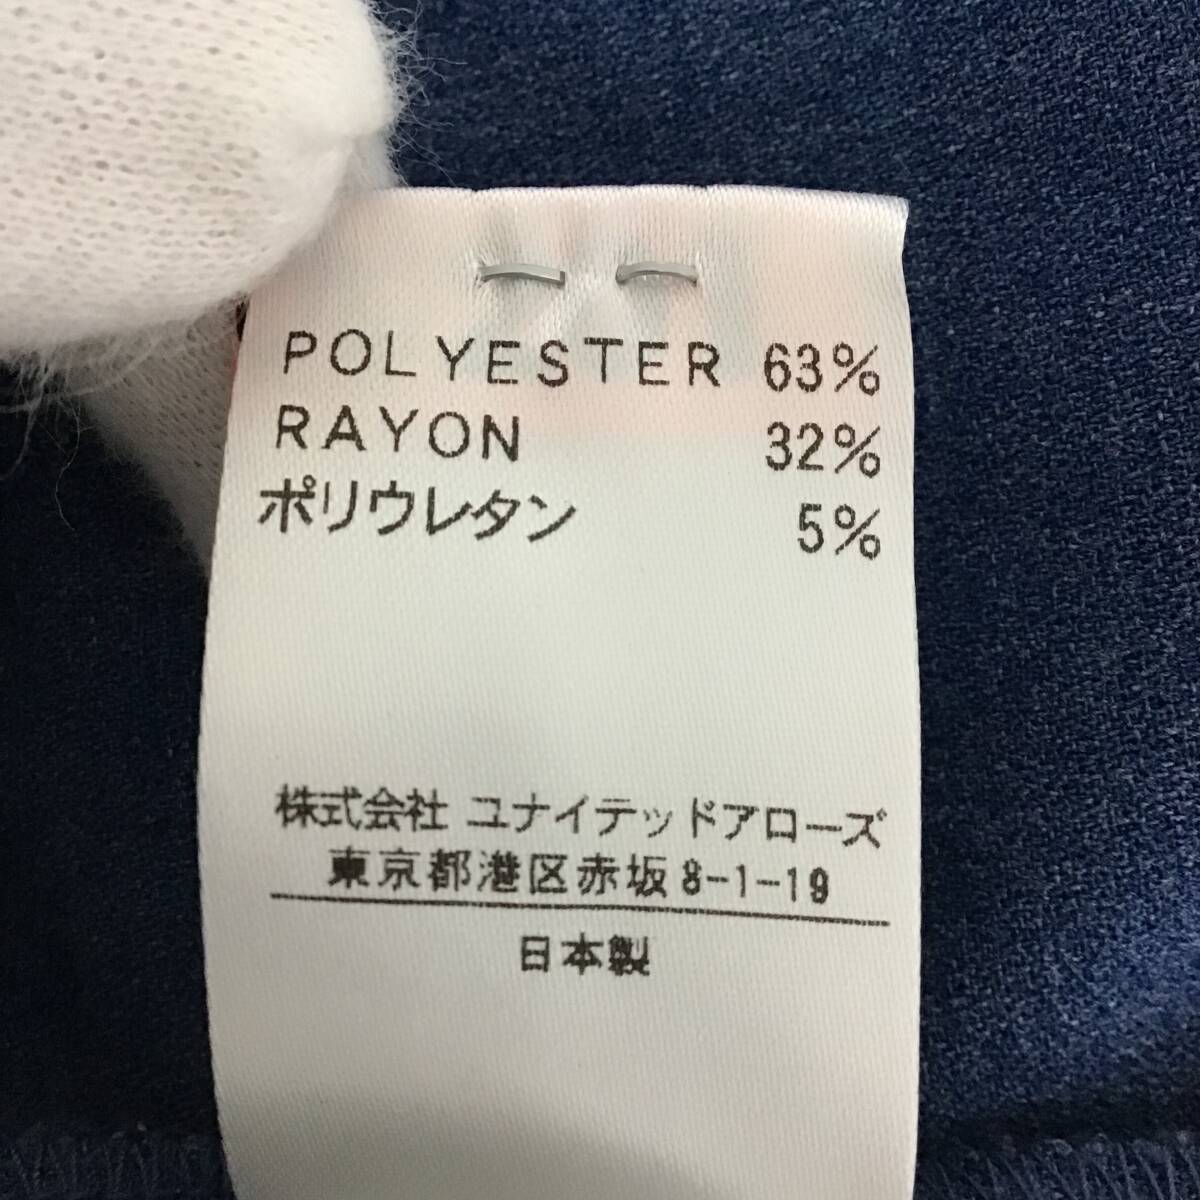 POLYESTER 63%
RAYON 32%
ポリウレタン 5%
株式会社 ユナイテッドアローズ
東京都港区赤坂8-1-19
日本製